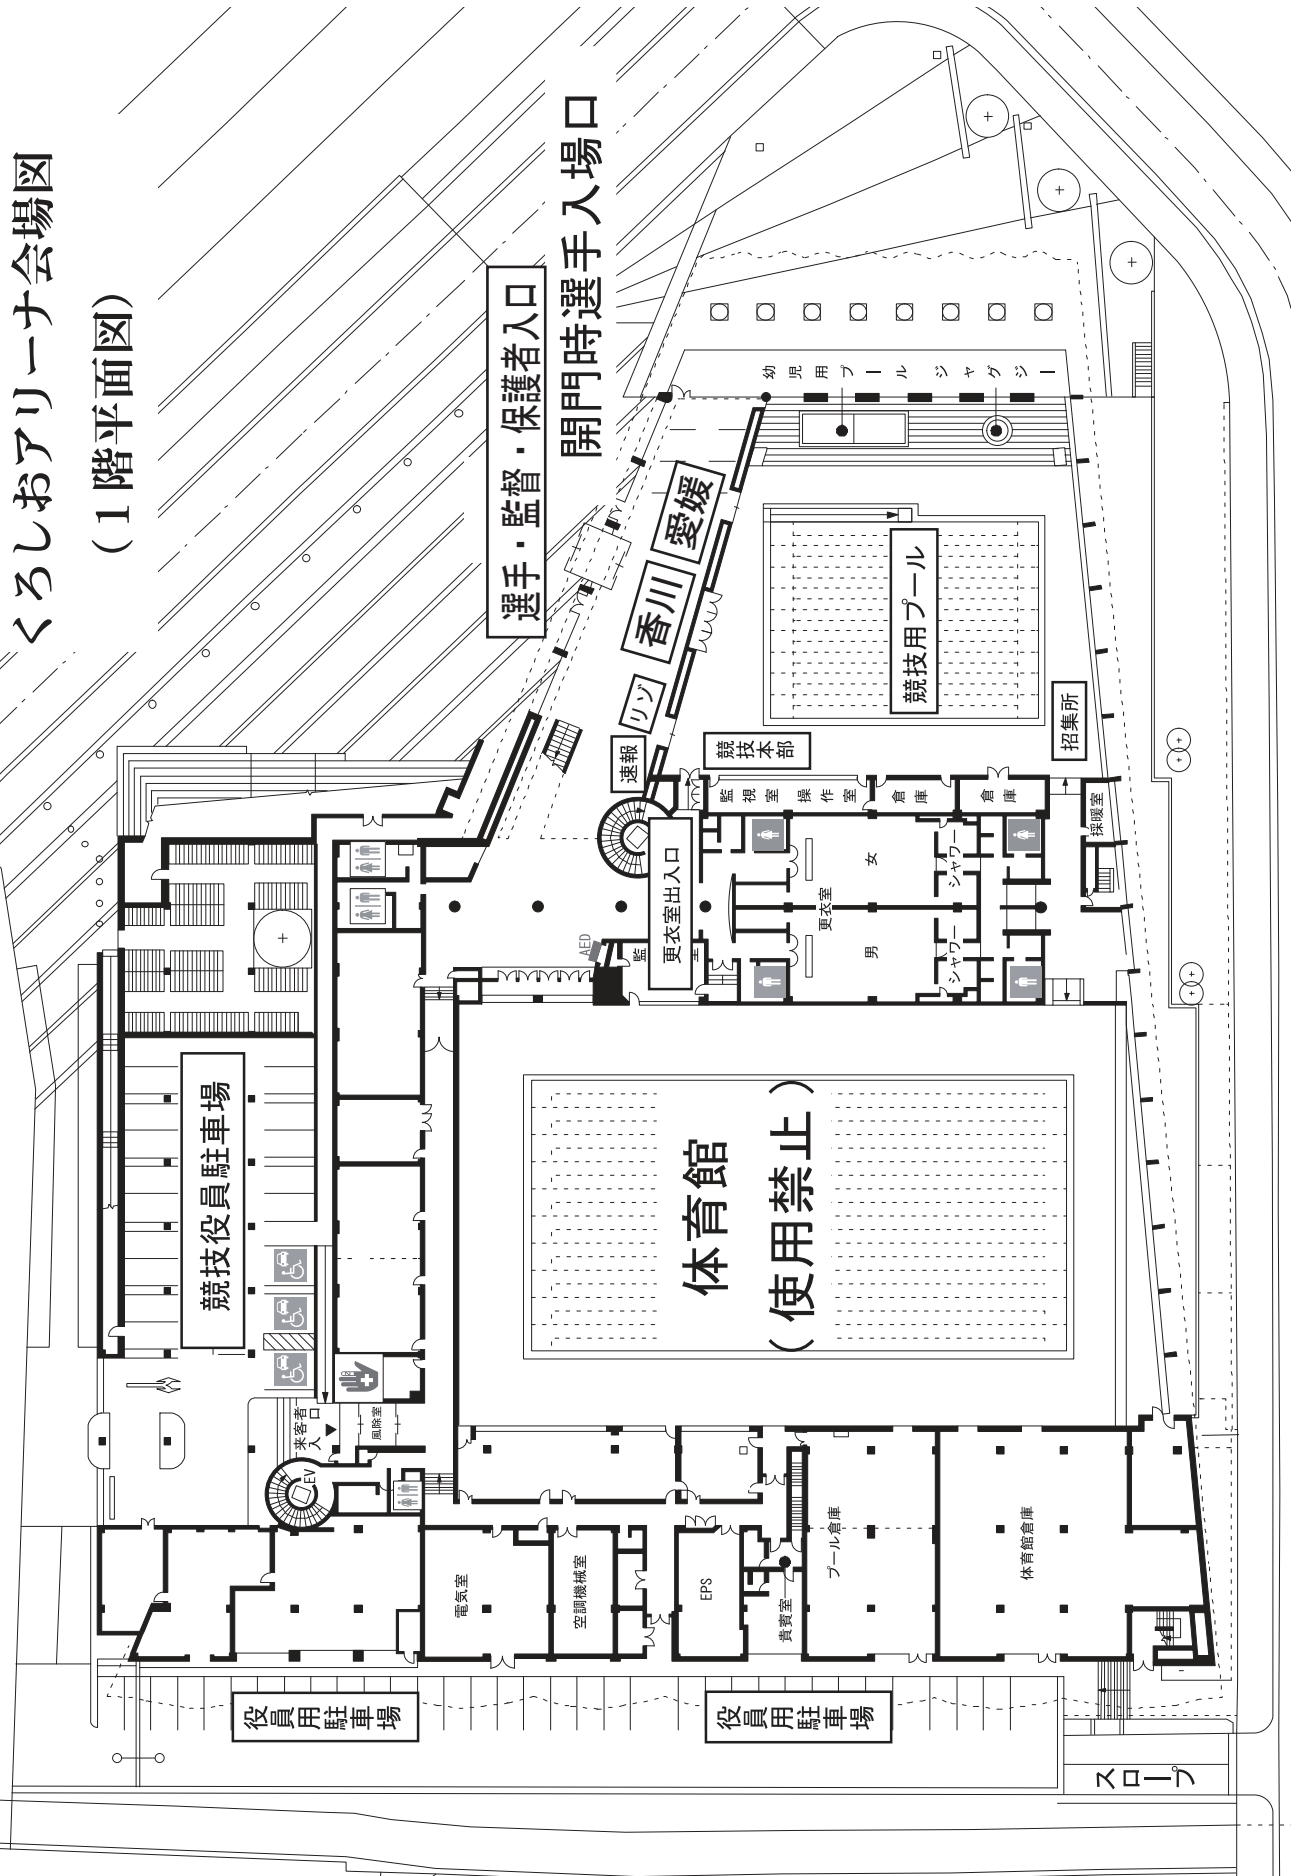 くろしおアリーナ会場図
（1階平面図）
選手・監督・保護者入口
開門時選手入場口
愛媛
香川
リゾ
速報
競技本部
競技用プール
招集所
採暖室
幼児用プール
ジャグジー
監視室
操作室
倉庫
倉庫
更衣室出入口
監
室
AED
更衣室
女
男
シャワー
シャワー
体育館
（使用禁止）
競技役員駐車場
来客者
入口
風除室
EV
電気室
空調機械室
EPS
貴賓室
プール倉庫
体育館倉庫
役員用駐車場
役員用駐車場
スロープ